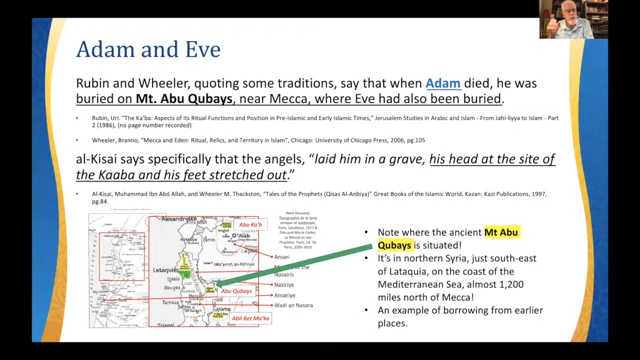 Adam and Eve
Rubin and Wheeler, quoting some traditions, say that when Adam died, he was
buried on Mt. Abu Qubays, near Mecca, where Eve had also been buried.
• Rubin, Uri. "The Ka'ba: Aspects of Its Ritual Functions and Position in Pre-Islamic and Early Islamic Times," Jerusalem Studies in Arabic and Islam - From Jahi-liyya to Islam - Part
2 (1986), (no page number recorded)
• Wheeler, Branno, "Mecca and Eden: Ritual, Relics, and Territory in Islam", Chicago: University of Chicago Press, 2006, pg.105
al-Kisai says specifically that the angels, "laid him in a grave, his head at the site of
the Kaaba and his feet stretched out."
• Al-Kisai, Muhammad Ibn Abd Allah, and Wheeler M. Thackston, "Tales of the Prophets (Qisas Al-Anbiya)" Great Books of the Islamic World. Kazan: Kazi Publications, 1997,
pg.84.
Abu Ka'b
Lataquia
Abu Qubays
Abil Bet Ma'ka
Ansari
Nosairis
Nasiriye
Ansariye
Wadi an Nasara
• Note where the ancient Mt Abu
Qubays is situated!
• It's in northern Syria, just south-east
of Lataquia, on the coast of the
Mediterranean Sea, almost 1,200
miles north of Mecca!
• An example of borrowing from earlier
places.